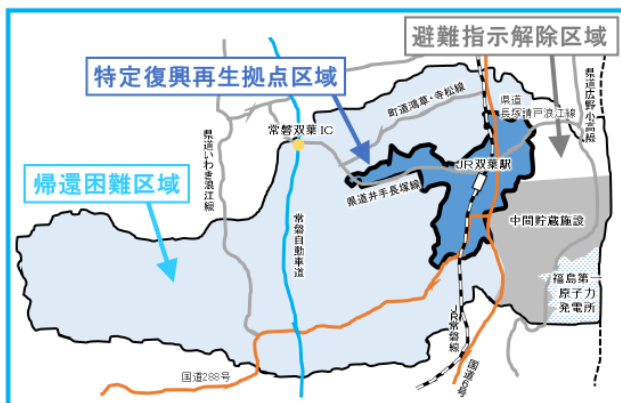 避難指示解除区域
特定復興再生拠点区域
町道鴻草・寺松線
県道
長塚請戸浪江線
県道広野小高線
常磐双葉IC
県道いわき浪江線
JR双葉駅
帰還困難区域
県道井手長塚線
中間貯蔵施設
常磐自動車道
福島第一
原子力
発電所
JR常磐線
国道6号
国道288号